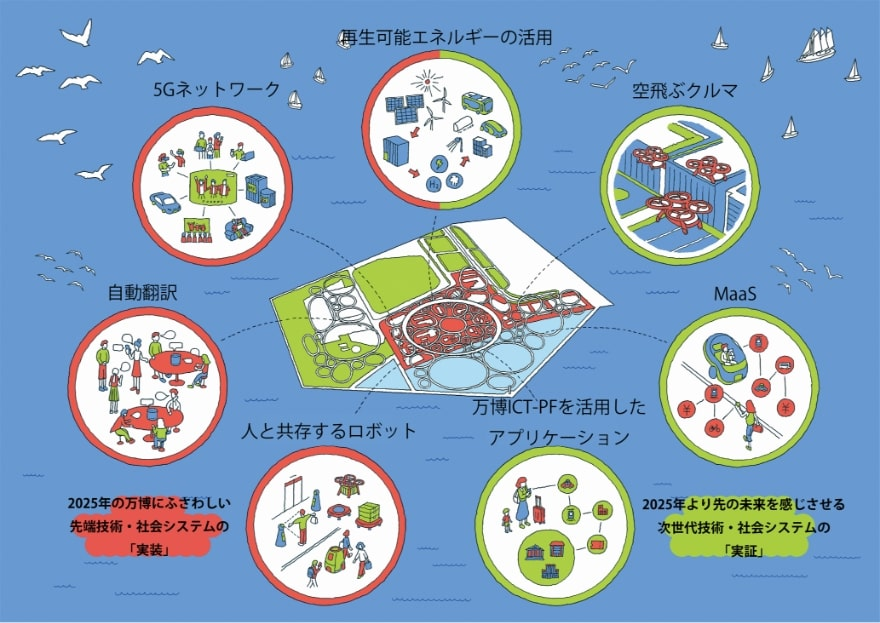 再生可能エネルギーの活用
5Gネットワーク
空飛ぶクルマ
自動翻訳
MaaS
人と共存するロボット
万博ICT-PFを活用した
アプリケーション
2025年の万博にふさわしい
先端技術・社会システムの
「実装」
2025年より先の未来を感じさせる
次世代技術・社会システムの
「実証」
H₂
¥
¥